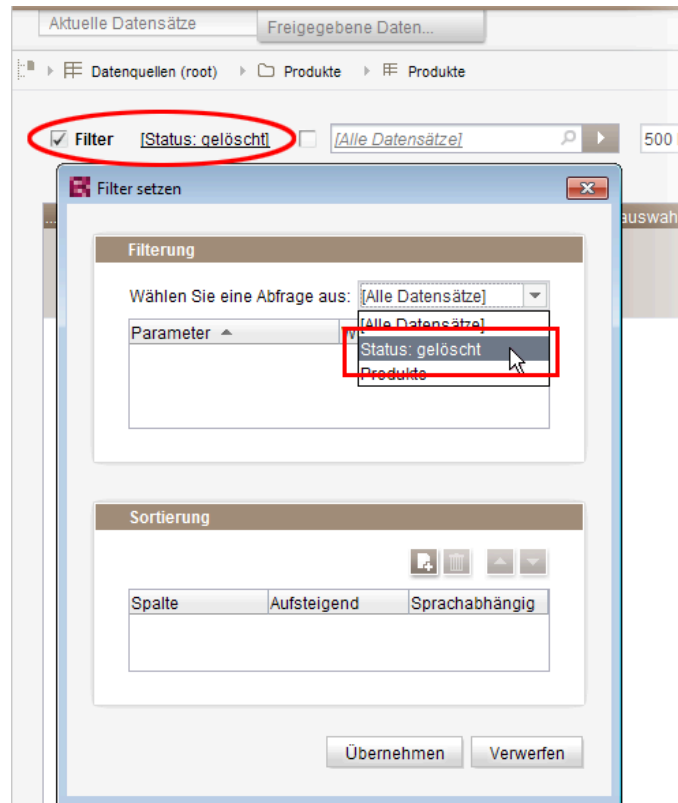 Aktuelle Datensätze
Freigegebene Daten...
Datenquellen (root) Produkte Produkte
Filter [Status: gelöscht] [Alle Datensätze] 500
Filter setzen
... auswah
Filterung
Wählen Sie eine Abfrage aus: [Alle Datensätze]
Parameter [Alle Datensätze]
Status: gelöscht
Produkte
Sortierung
Spalte Aufsteigend Sprachabhängig
Übernehmen Verwerfen